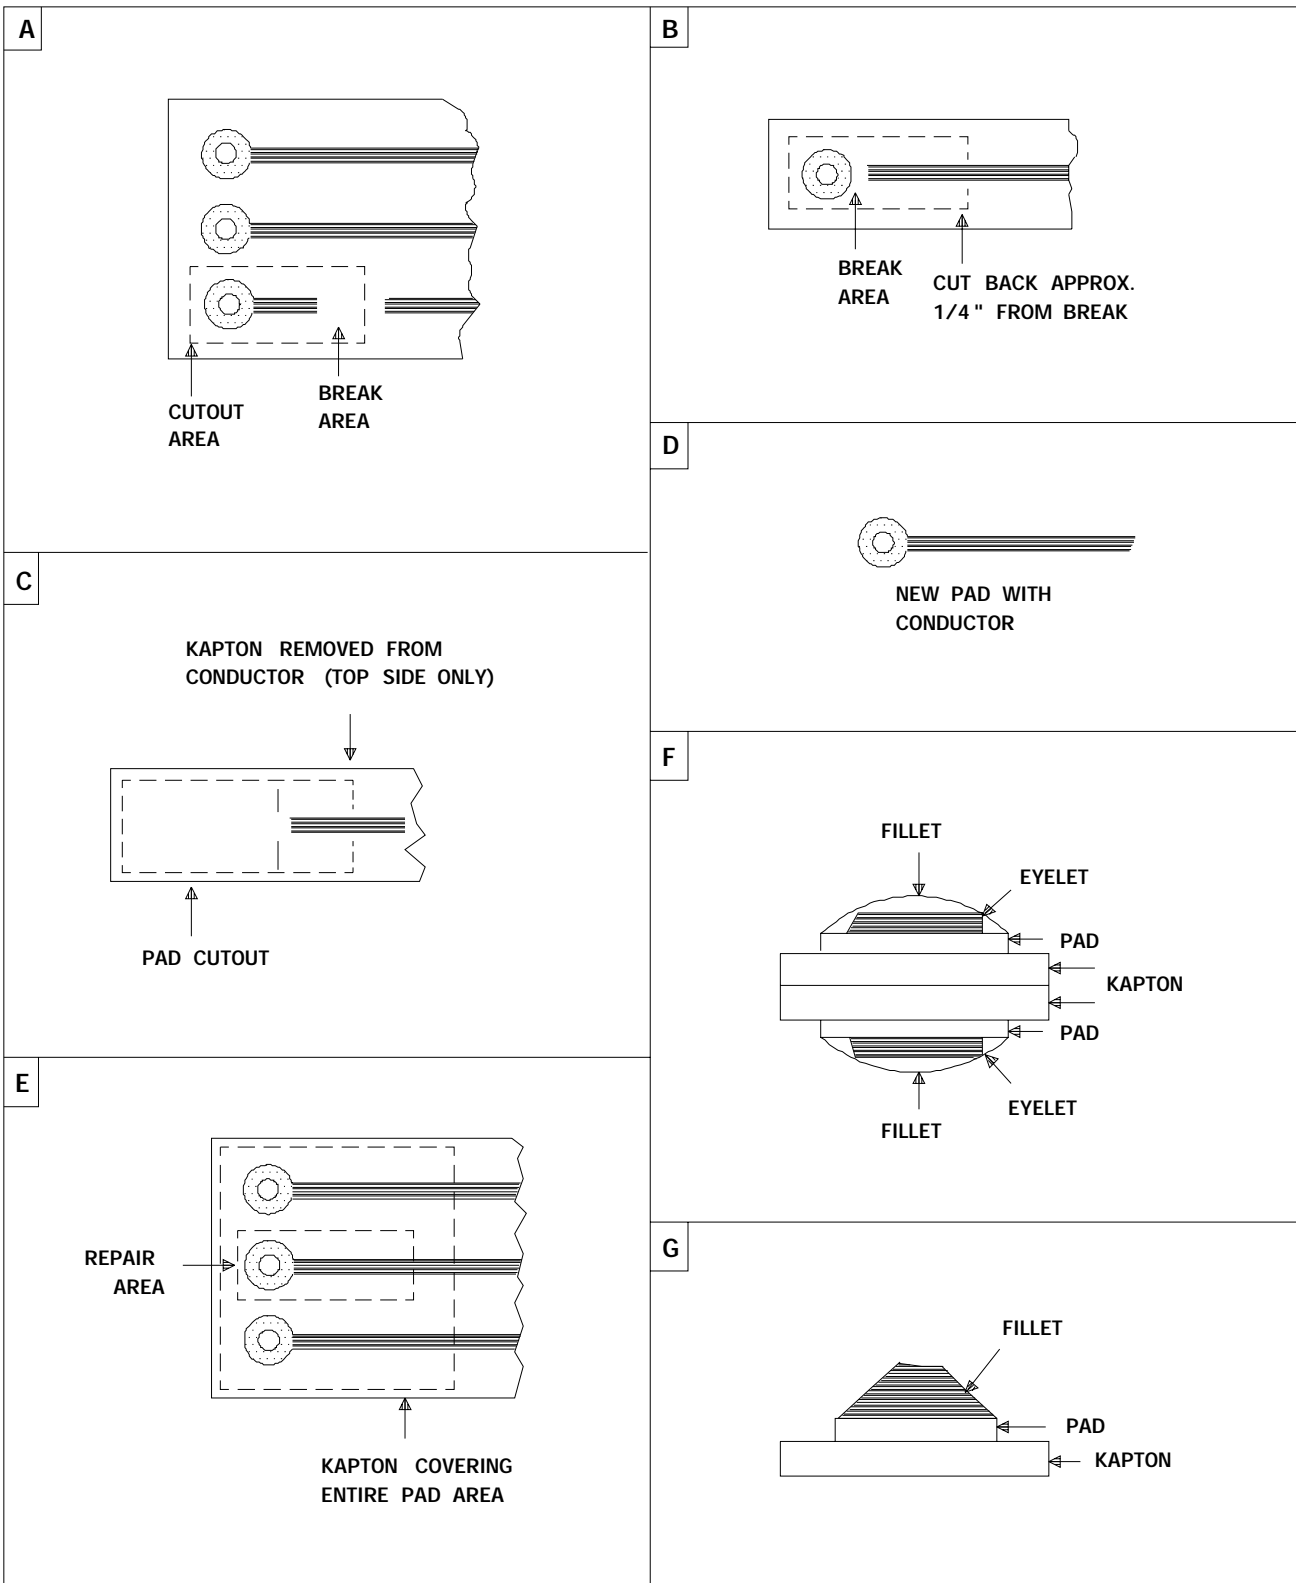 A
CUTOUT
AREA
BREAK
AREA
B
BREAK
AREA
CUT BACK APPROX.
1/4" FROM BREAK
C
KAPTON REMOVED FROM
CONDUCTOR (TOP SIDE ONLY)
PAD CUTOUT
D
NEW PAD WITH
CONDUCTOR
E
REPAIR
AREA
KAPTON COVERING
ENTIRE PAD AREA
F
FILLET
EYELET
PAD
KAPTON
PAD
EYELET
FILLET
G
FILLET
PAD
KAPTON